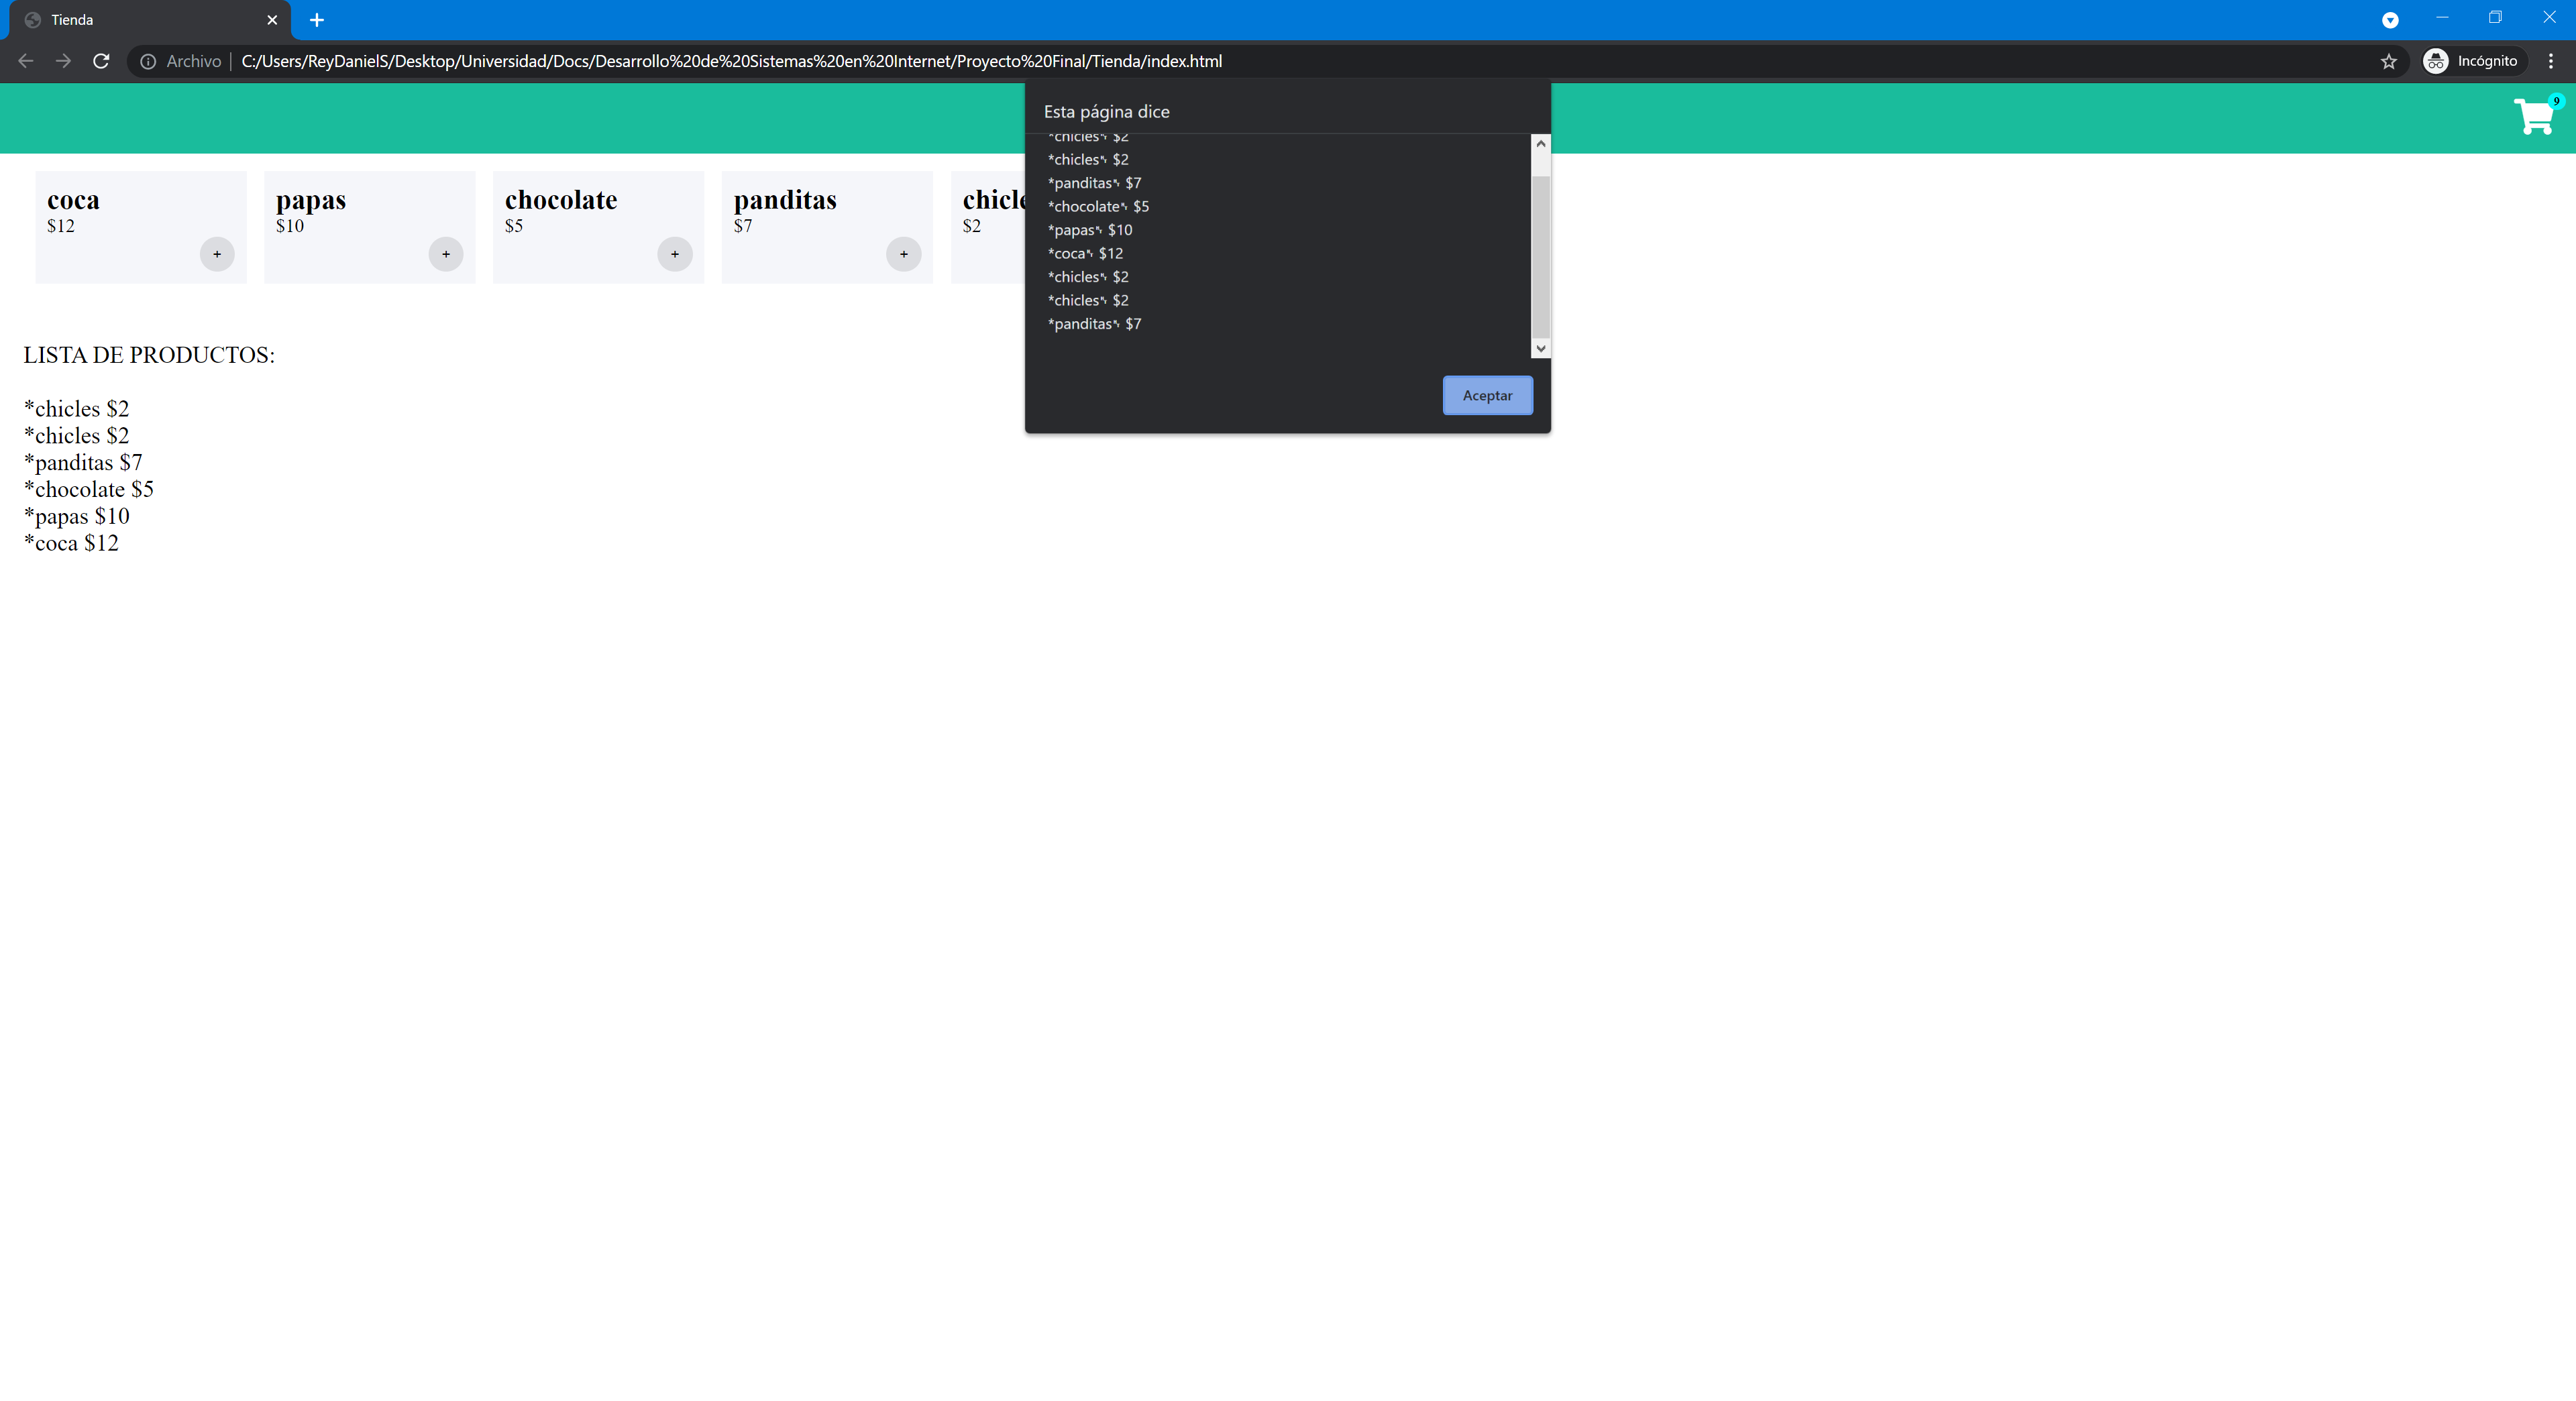 Tienda
Archivo
C:/Users/ReyDanielS/Desktop/Universidad/Docs/Desarrollo%20de%20Sistemas%20en%20Internet/Proyecto%20Final/Tienda/index.html
Incógnito
9
coca
$12
+
papas
$10
+
chocolate
$5
+
panditas
$7
+
chicle
$2
Esta página dice
*chicles␉ $2
*chicles␉ $2
*panditas␉ $7
*chocolate␉ $5
*papas␉ $10
*coca␉ $12
*chicles␉ $2
*chicles␉ $2
*panditas␉ $7
Aceptar
LISTA DE PRODUCTOS:
*chicles $2
*chicles $2
*panditas $7
*chocolate $5
*papas $10
*coca $12